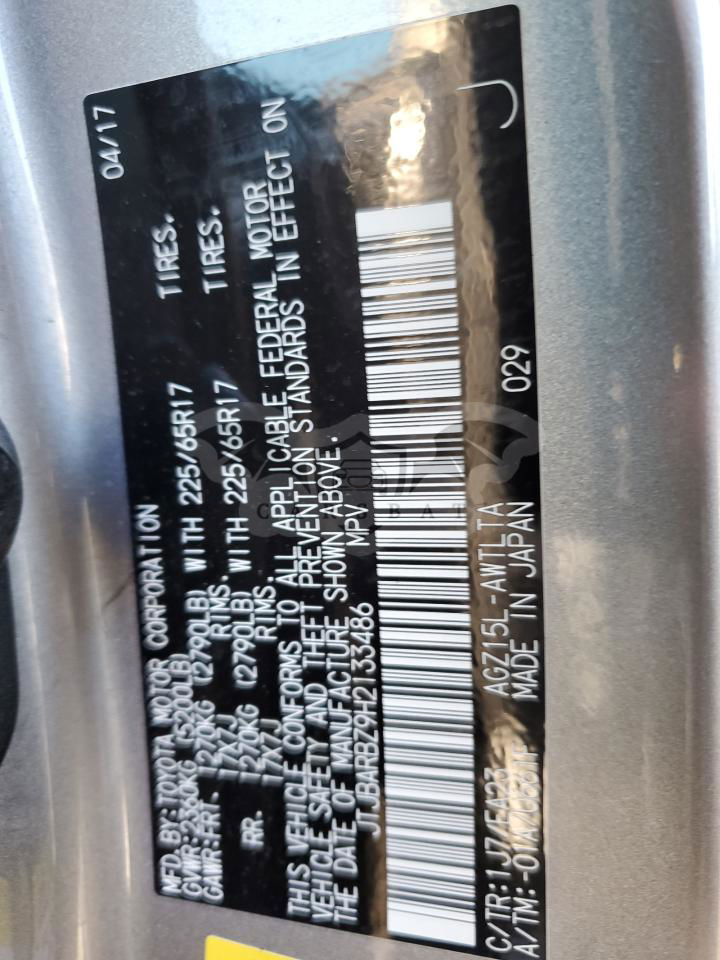 MFD.BY:TOYOTA MOTOR CORPORATION 04/17
GVWR:2360KG (5200LB)
GAWR:FRT. 1270KG (2790LB) WITH 225/65R17 TIRES.
17X7J RIMS.
RR. 1270KG (2790LB) WITH 225/65R17 TIRES.
17X7J RIMS.
THIS VEHICLE CONFORMS TO ALL APPLICABLE FEDERAL MOTOR
VEHICLE SAFETY AND THEFT PREVENTION STANDARDS IN EFFECT ON
THE DATE OF MANUFACTURE SHOWN ABOVE.
JTJBARBZ9H2133486 MPV
C/TR:1J7/EA23 AGZ15L-AWTLTA
A/TM:-01A/U661F MADE IN JAPAN 029
J